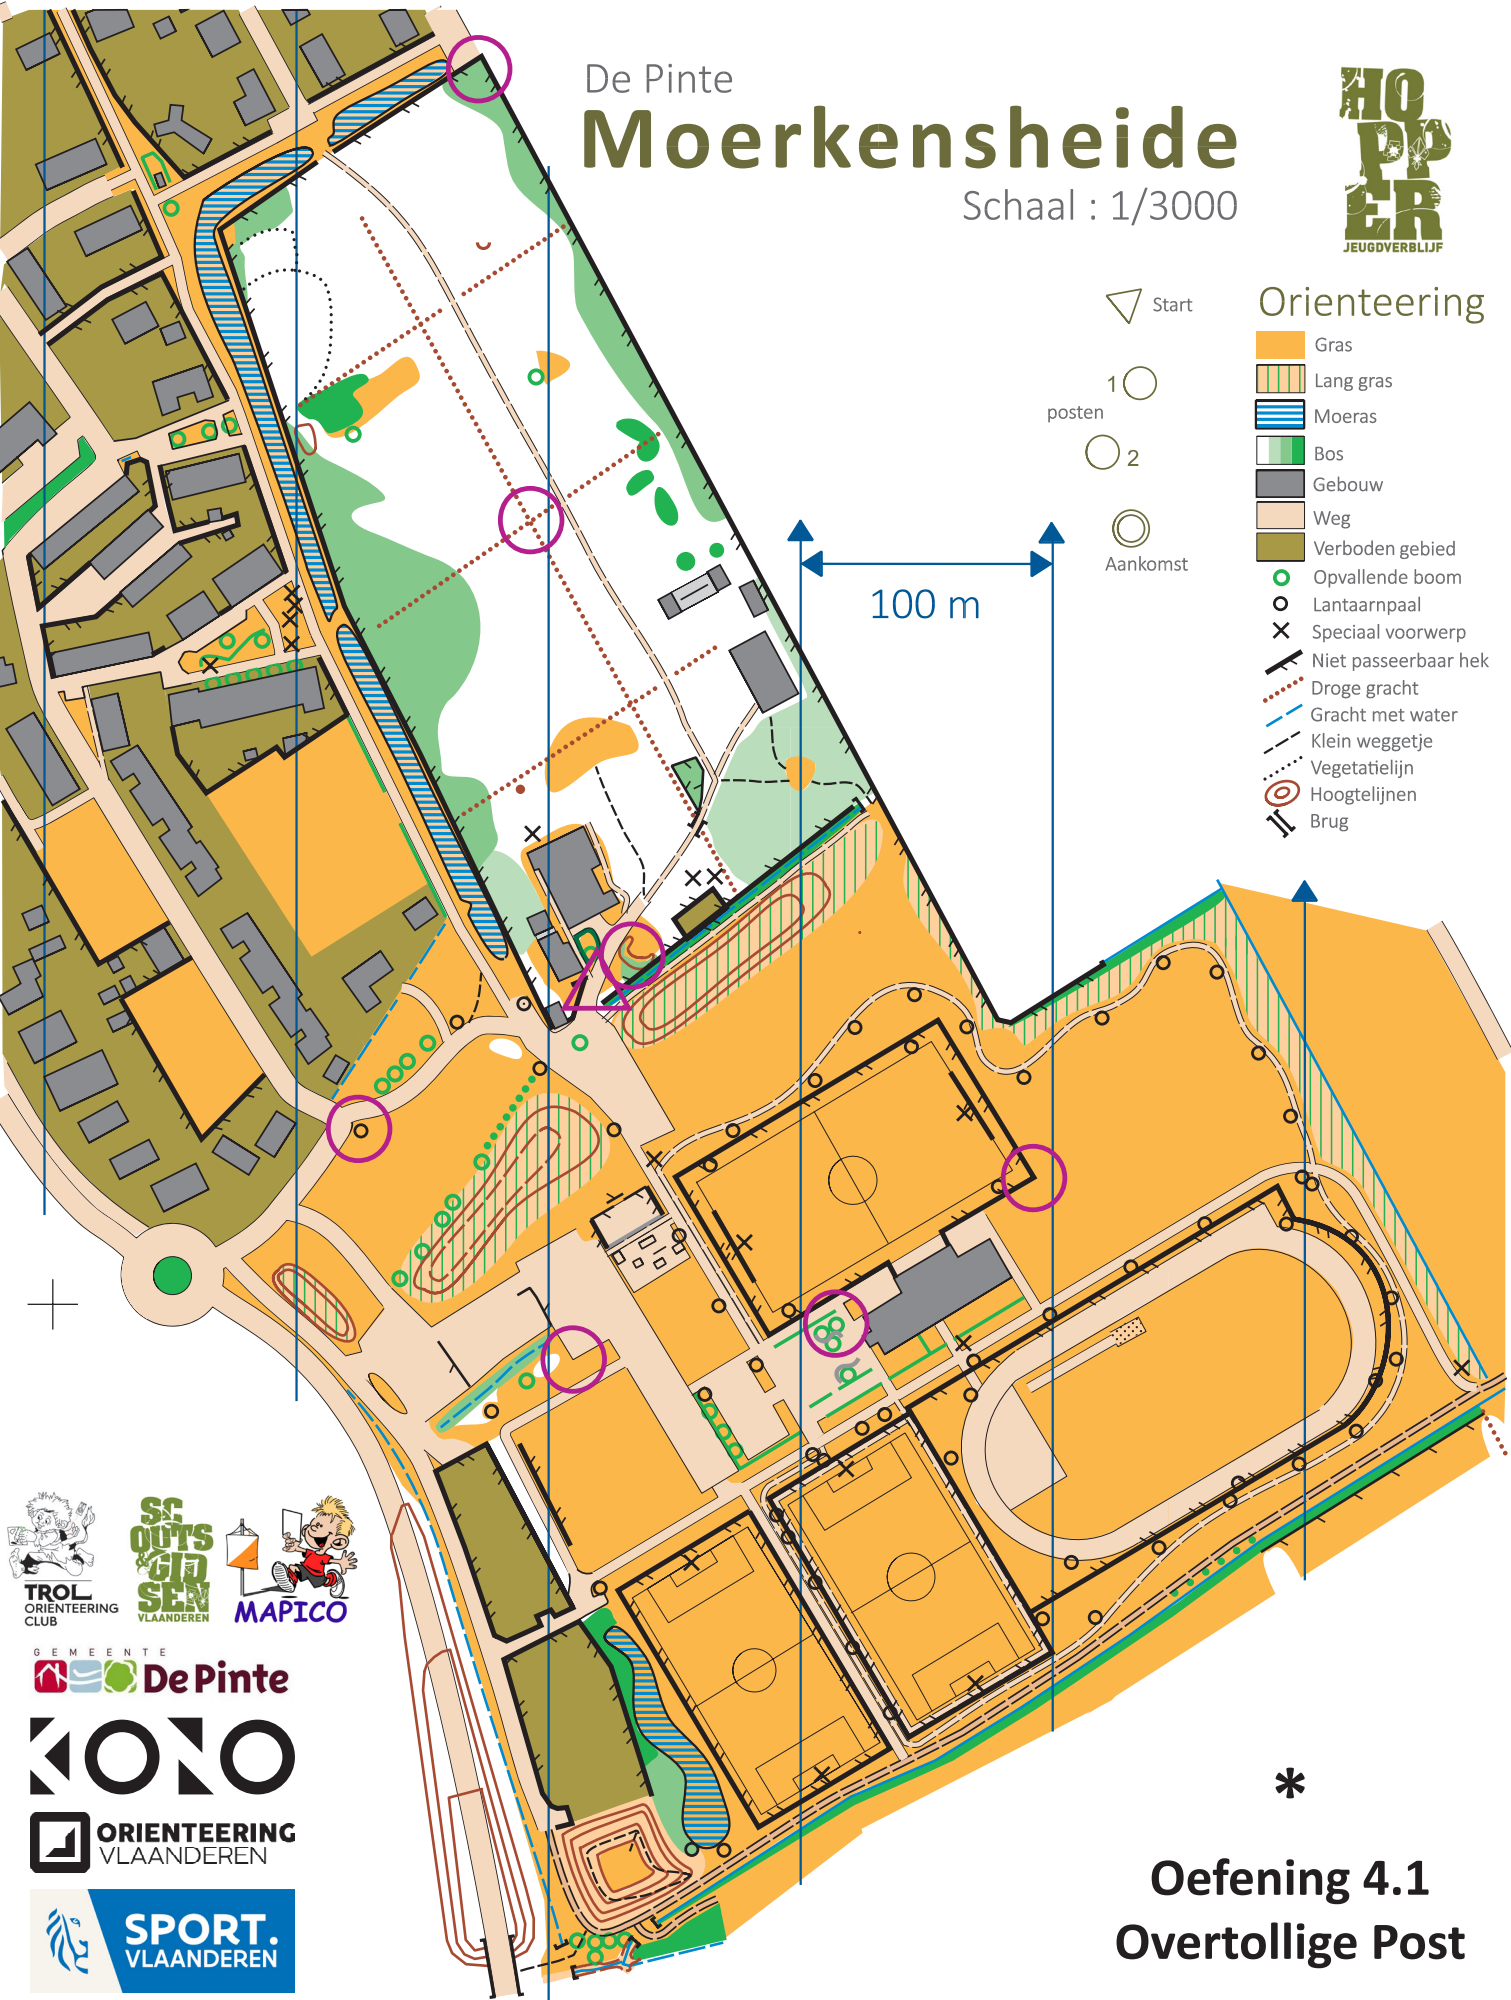 De Pinte
Moerkensheide
Schaal : 1/3000
HOPPER
JEUGDVERBLIJF
Orienteering
Start
1
posten
2
Aankomst
Gras
Lang gras
Moeras
Bos
Gebouw
Weg
Verboden gebied
Opvallende boom
Lantaarnpaal
Speciaal voorwerp
Niet passeerbaar hek
Droge gracht
Gracht met water
Klein weggetje
Vegetatielijn
Hoogtelijnen
Brug
100 m
TROL
ORIENTEERING
CLUB
SCOUTS
& GIDSEN
VLAANDEREN
MAPICO
GEMEENTE
De Pinte
KONO
ORIENTEERING
VLAANDEREN
SPORT.
VLAANDEREN
*
Oefening 4.1
Overtollige Post